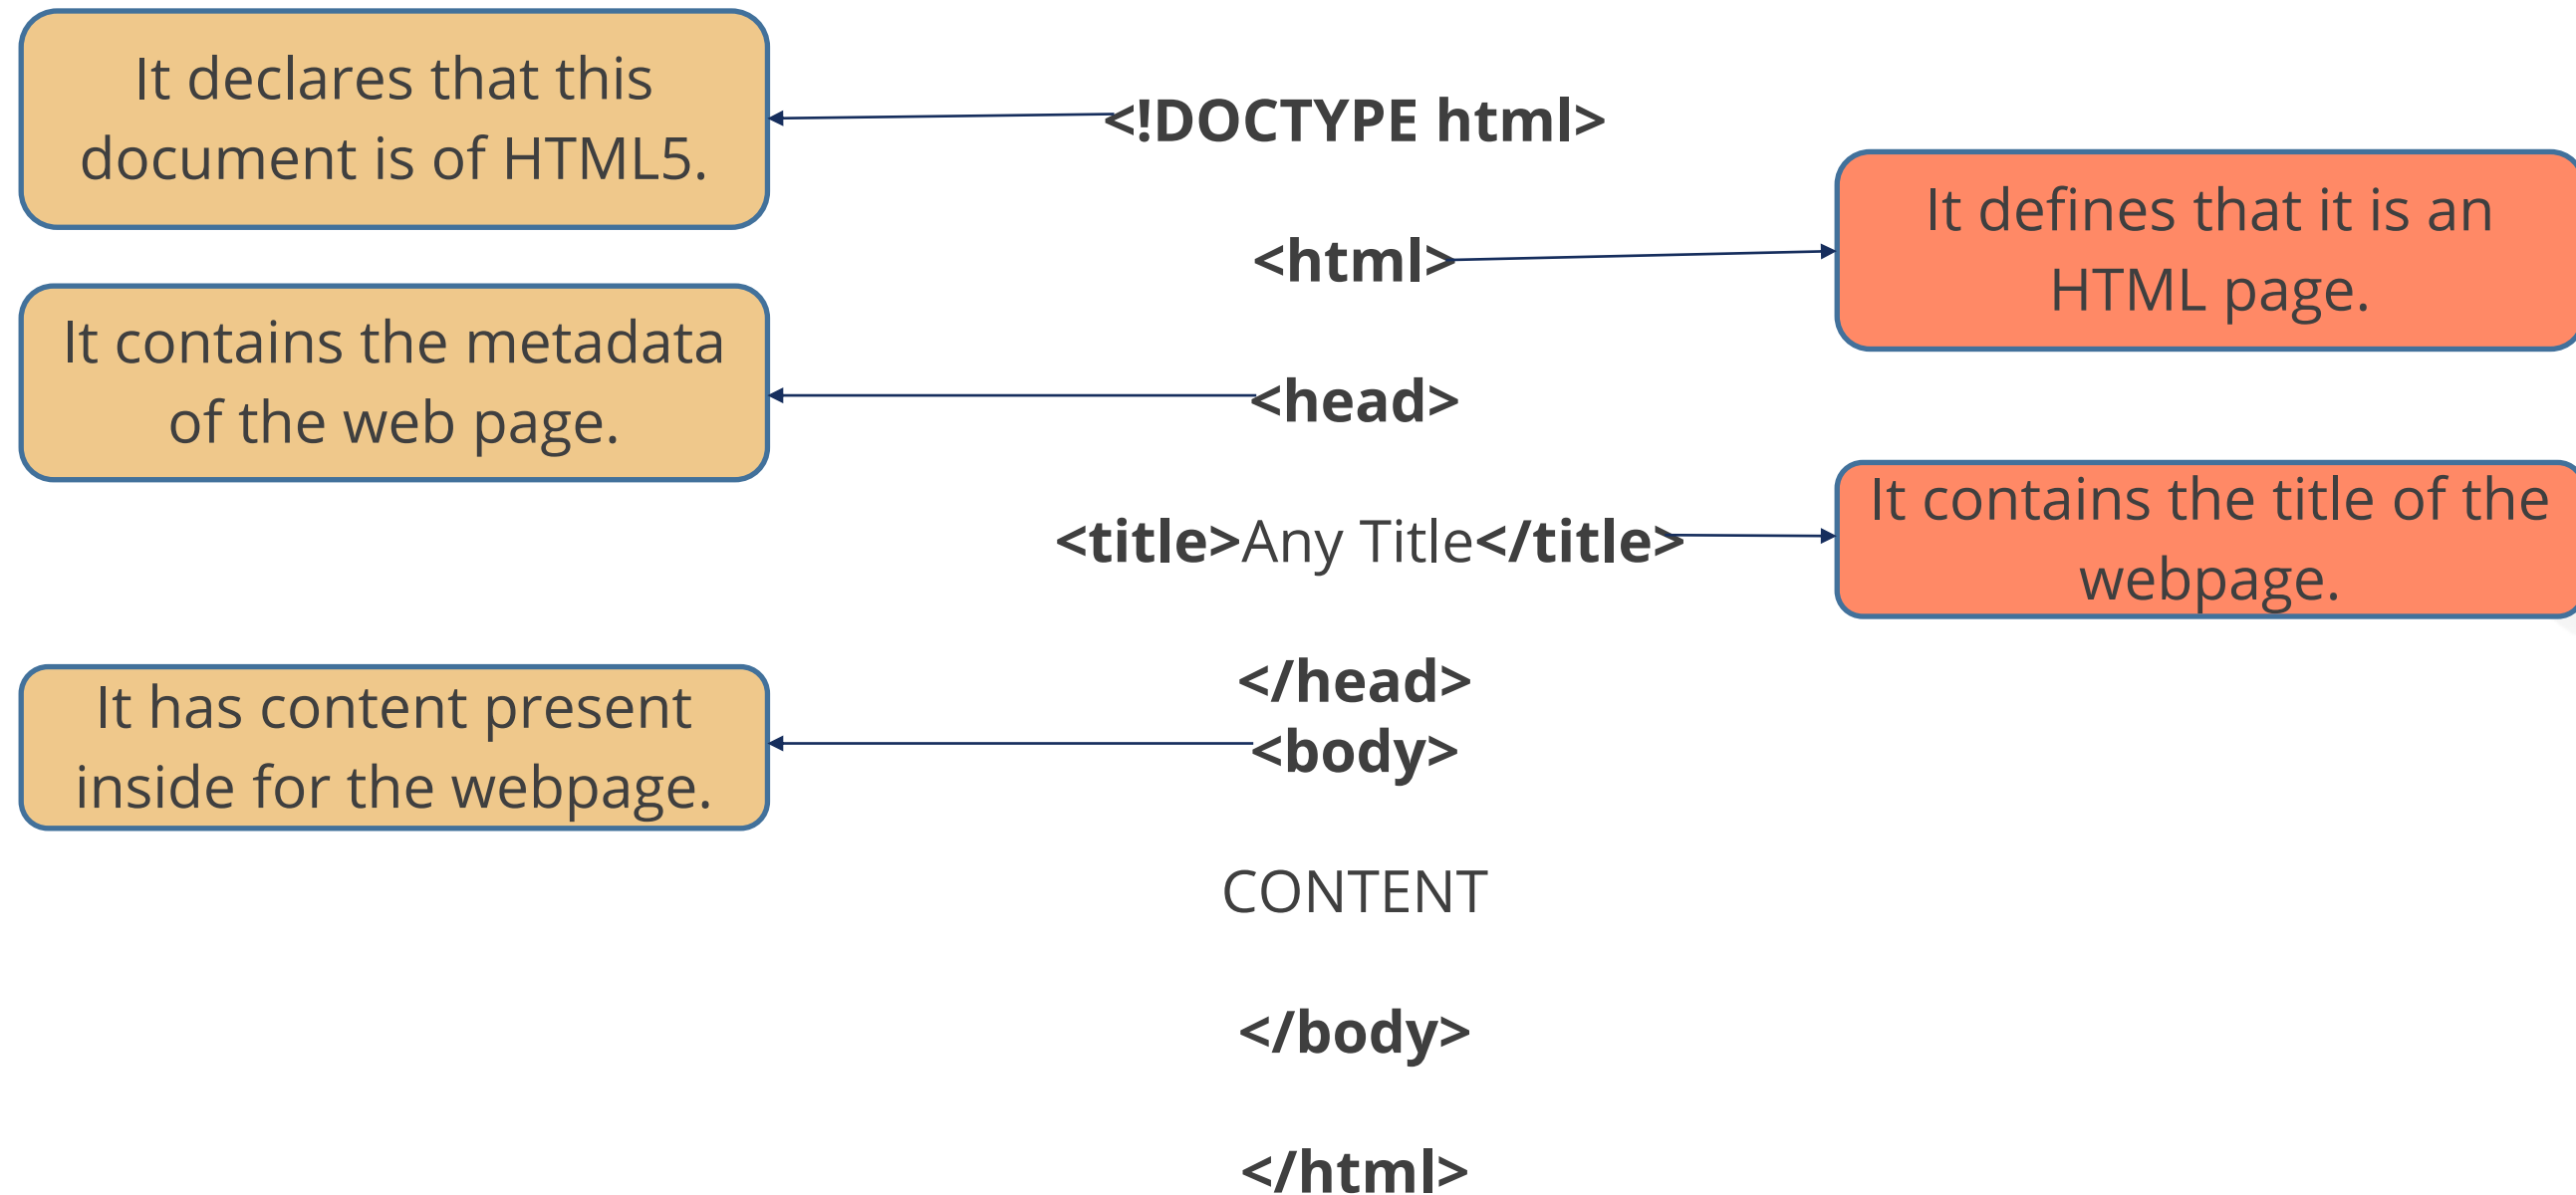 It declares that this
document is of HTML5.
<!DOCTYPE html>
It defines that it is an
HTML page.
<html>
It contains the metadata
of the web page.
<head>
It contains the title of the
webpage.
<title>Any Title</title>
</head>
It has content present
inside for the webpage.
<body>
CONTENT
</body>
</html>